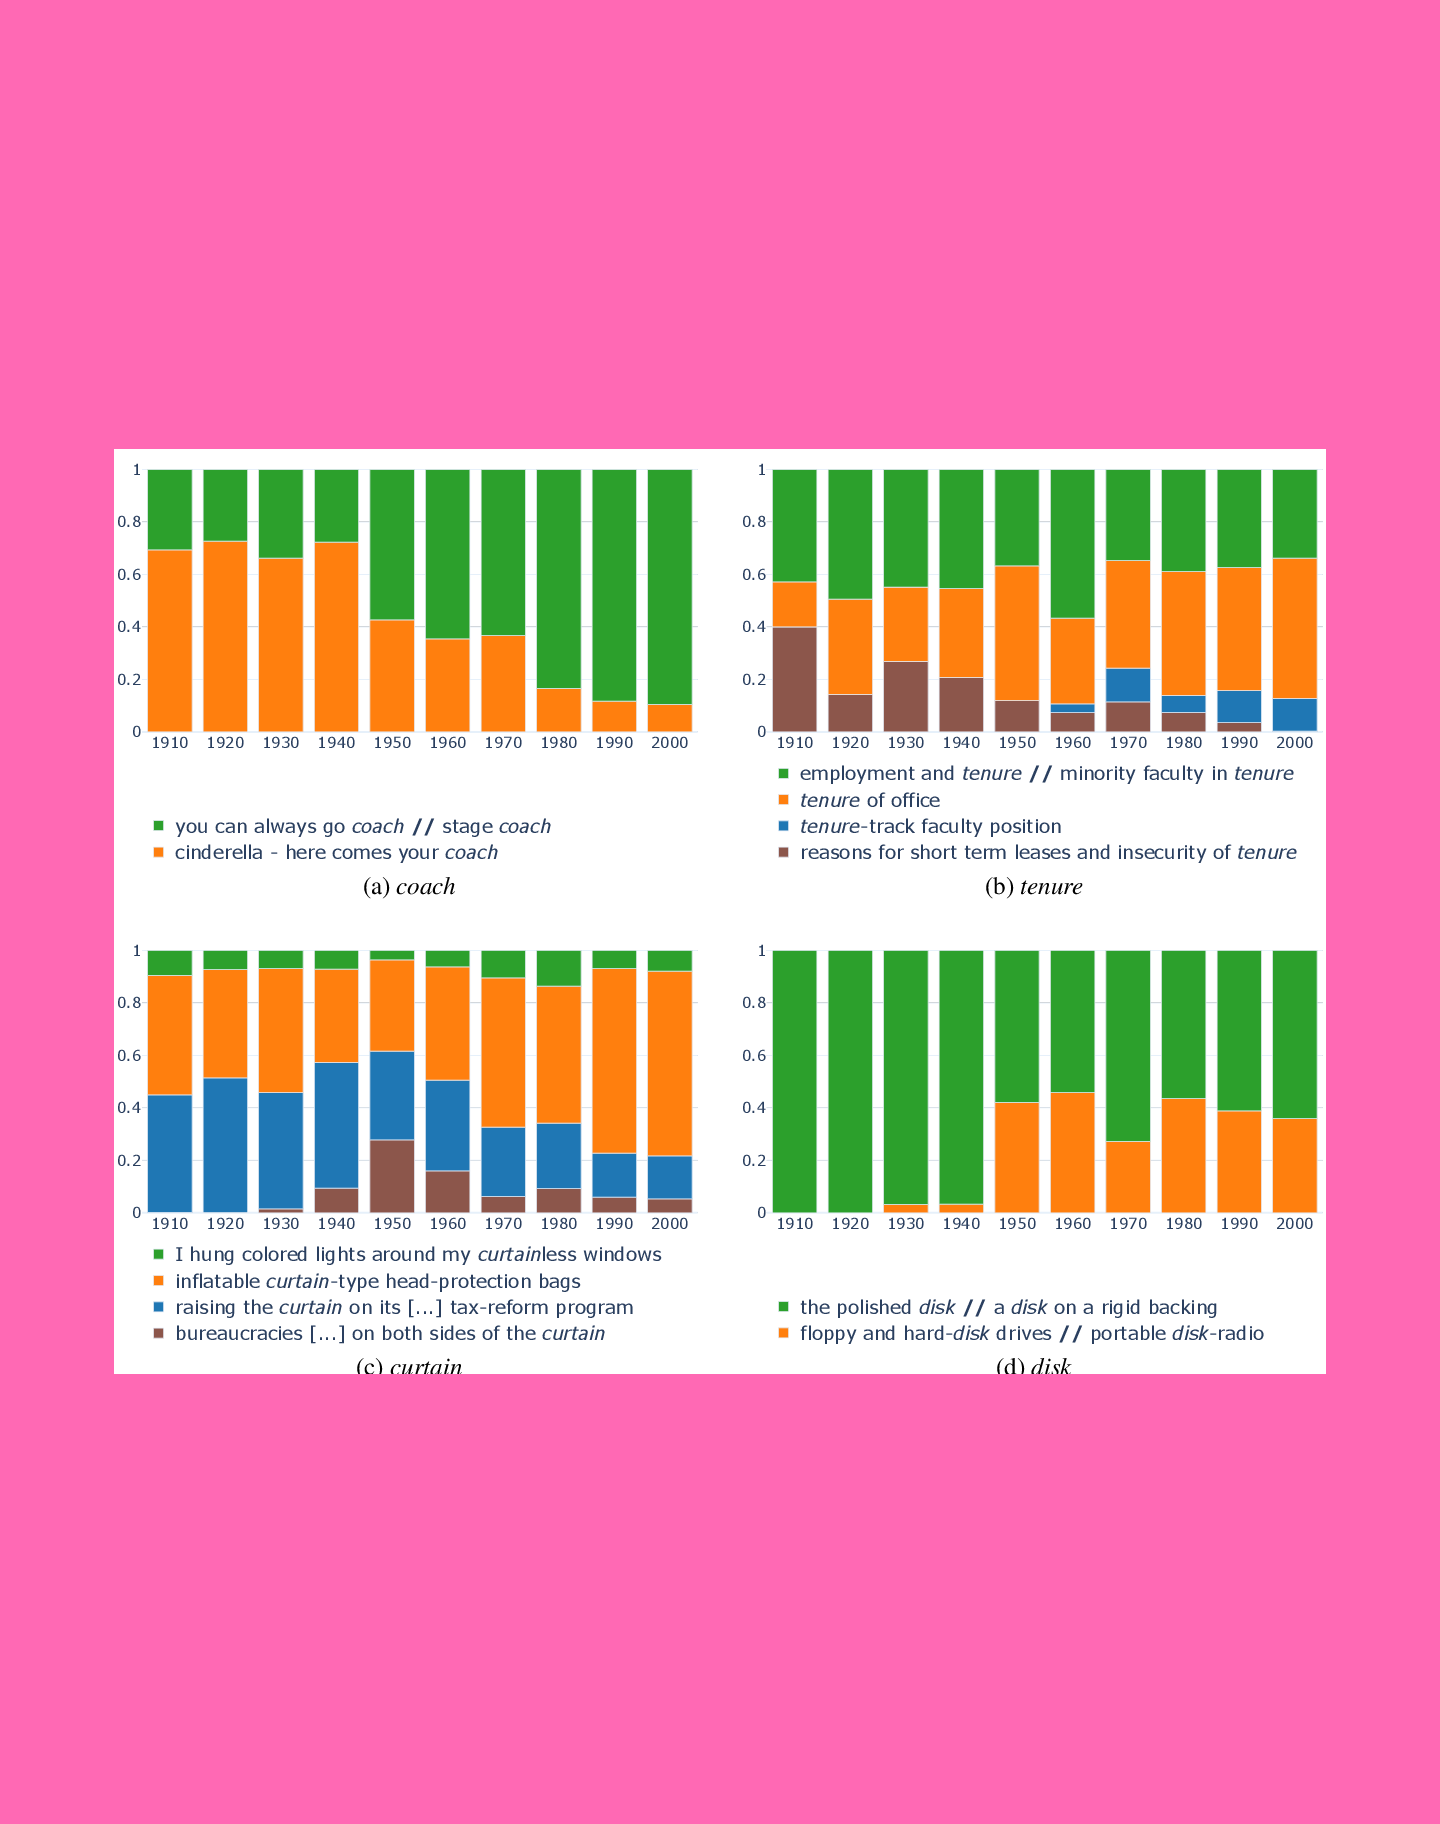 1
0.8
0.6
0.4
0.2
0
1910 1920 1930 1940 1950 1960 1970 1980 1990 2000
you can always go coach // stage coach
cinderella - here comes your coach
(a) coach
1
0.8
0.6
0.4
0.2
0
1910 1920 1930 1940 1950 1960 1970 1980 1990 2000
employment and tenure // minority faculty in tenure
tenure of office
tenure-track faculty position
reasons for short term leases and insecurity of tenure
(b) tenure
1
0.8
0.6
0.4
0.2
0
1910 1920 1930 1940 1950 1960 1970 1980 1990 2000
I hung colored lights around my curtainless windows
inflatable curtain-type head-protection bags
raising the curtain on its [...] tax-reform program
bureaucracies [...] on both sides of the curtain
(c) curtain
1
0.8
0.6
0.4
0.2
0
1910 1920 1930 1940 1950 1960 1970 1980 1990 2000
the polished disk // a disk on a rigid backing
floppy and hard-disk drives // portable disk-radio
(d) disk